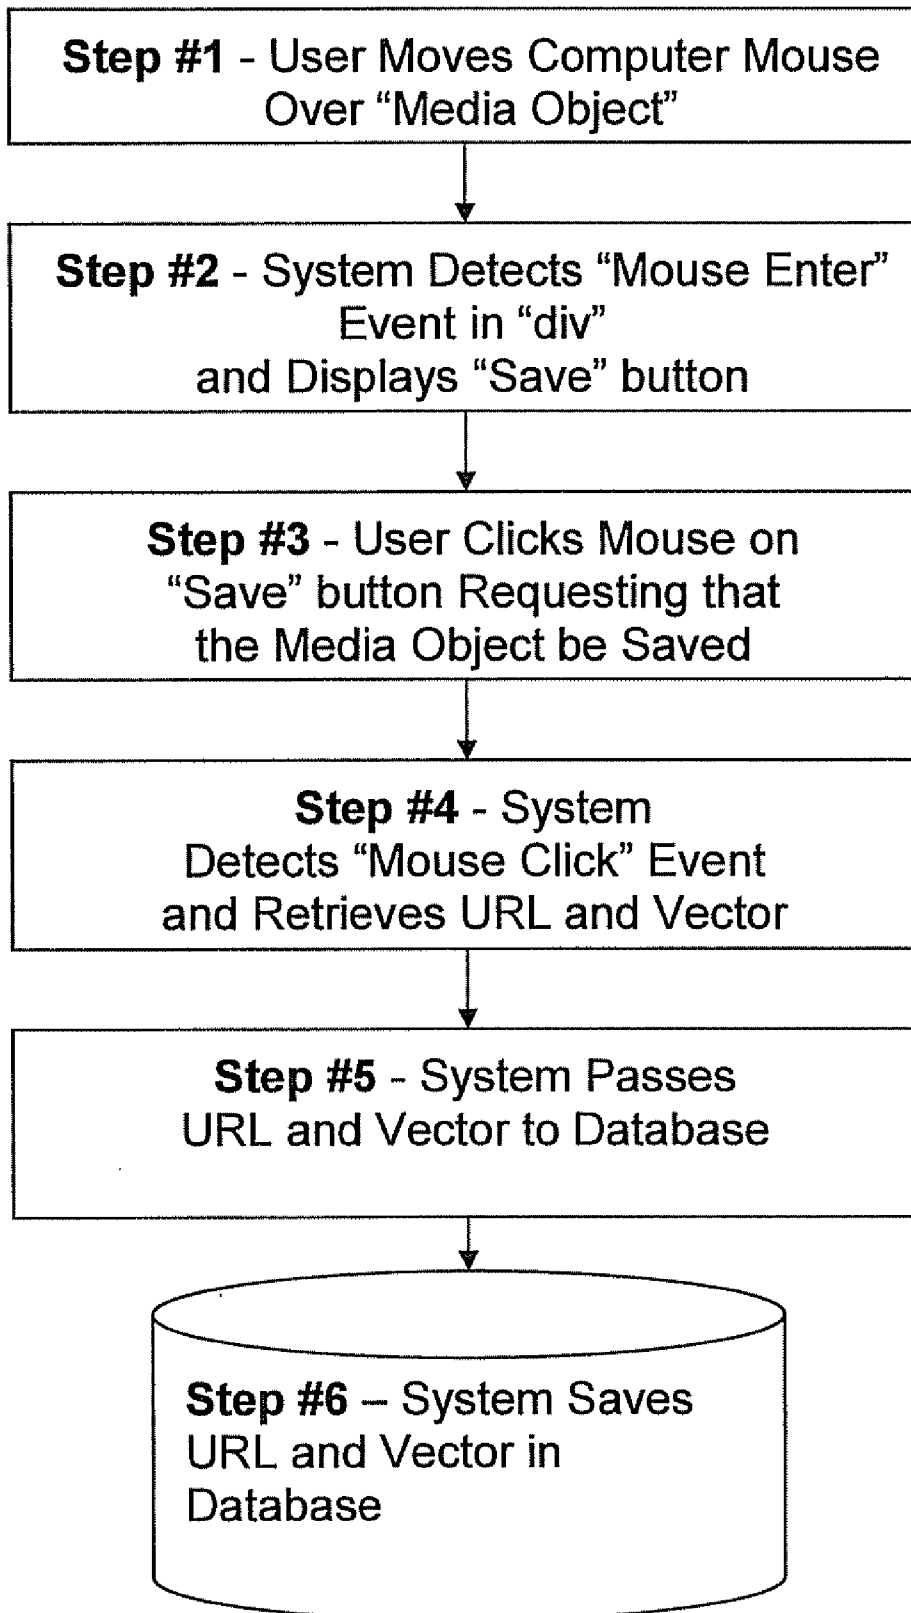 Step #1 - User Moves Computer Mouse
Over “Media Object”
Step #2 - System Detects “Mouse Enter”
Event in “div”
and Displays “Save” button
Step #3 - User Clicks Mouse on
“Save” button Requesting that
the Media Object be Saved
Step #4 - System
Detects “Mouse Click” Event
and Retrieves URL and Vector
Step #5 - System Passes
URL and Vector to Database
Step #6 – System Saves
URL and Vector in
Database